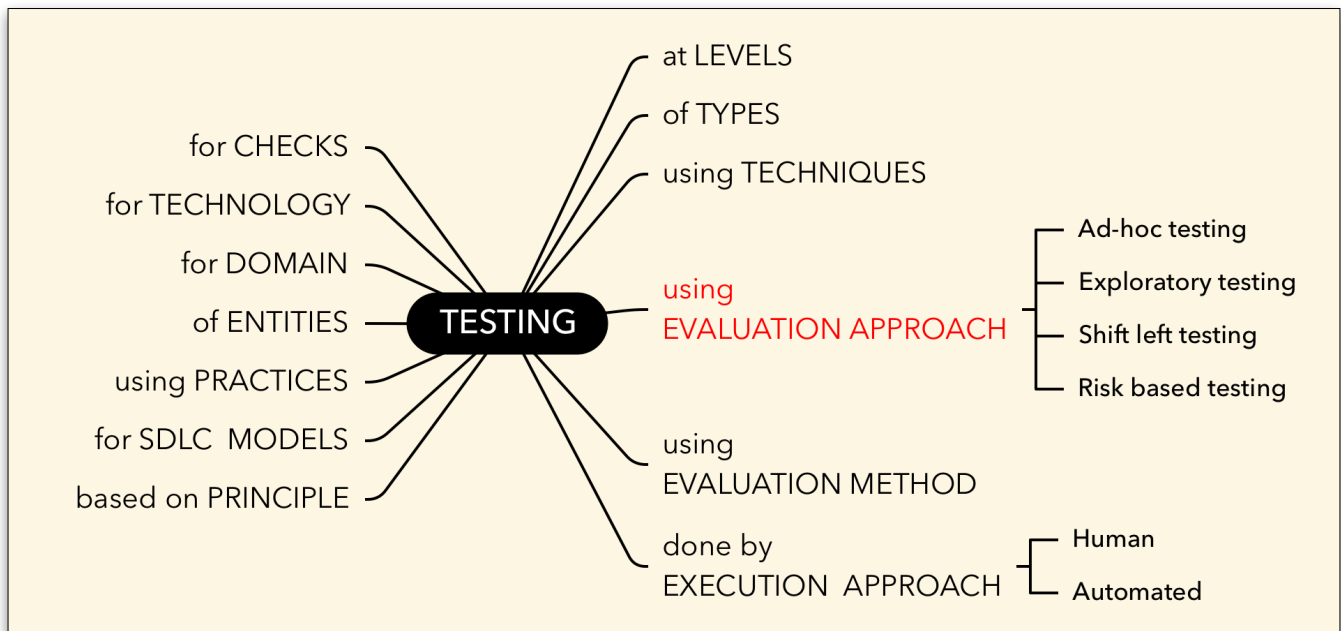 for CHECKS
for TECHNOLOGY
for DOMAIN
of ENTITIES
using PRACTICES
for SDLC  MODELS
based on PRINCIPLE
TESTING
at LEVELS
of TYPES
using TECHNIQUES
using
EVALUATION APPROACH
Ad-hoc testing
Exploratory testing
Shift left testing
Risk based testing
using
EVALUATION METHOD
done by
EXECUTION  APPROACH
Human
Automated